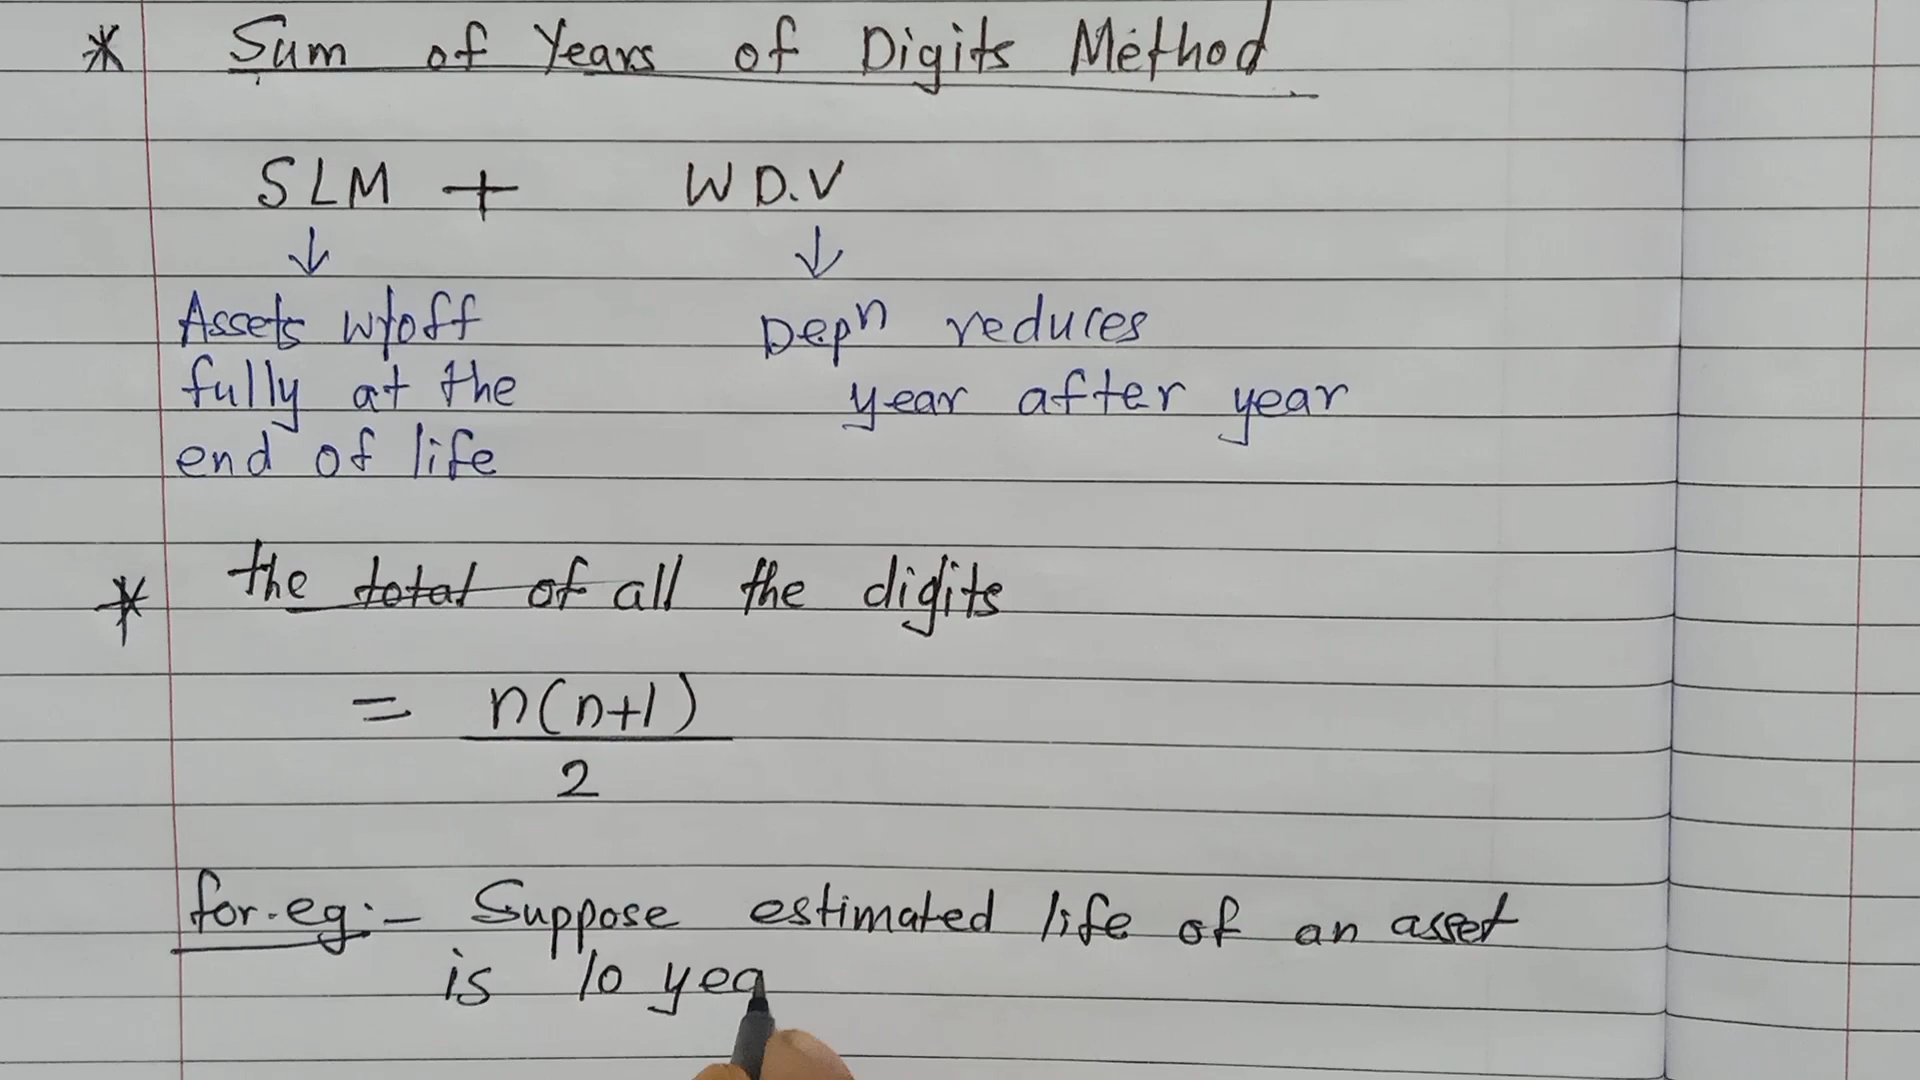 * Sum of Years of Digits Method
SLM + W D.V
↓ ↓
Assets w/off Depⁿ reduces
fully at the year after year
end of life
* the total of all the digits
= n(n+1)
2
for.eg:- Suppose estimated life of an asset
is 10 yea